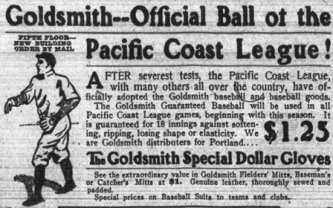 Goldsmith--Official Ball of the
Pacific Coast League!
FIFTH FLOOR—
NEW BUILDING
ORDER BY MAIL
AFTER severest tests, the Pacific Coast League,
with many others all over the country, have of-
ficially adopted the Goldsmith baseball and baseball goods.
The Goldsmith Guaranteed Baseball will be used in all
Pacific Coast League games, beginning with this season. It
is guaranteed for 18 innings against soften-
ing, ripping, losing shape or elasticity. We
are Goldsmith distributors for Portland....
$1.25
The Goldsmith Special Dollar Gloves
See the extraordinary value in Goldsmith Fielders' Mitts, Baseman's
or Catcher's Mitts at $1. Genuine leather, thoroughly sewed and
padded.
Special prices on Baseball Suits to teams and clubs.